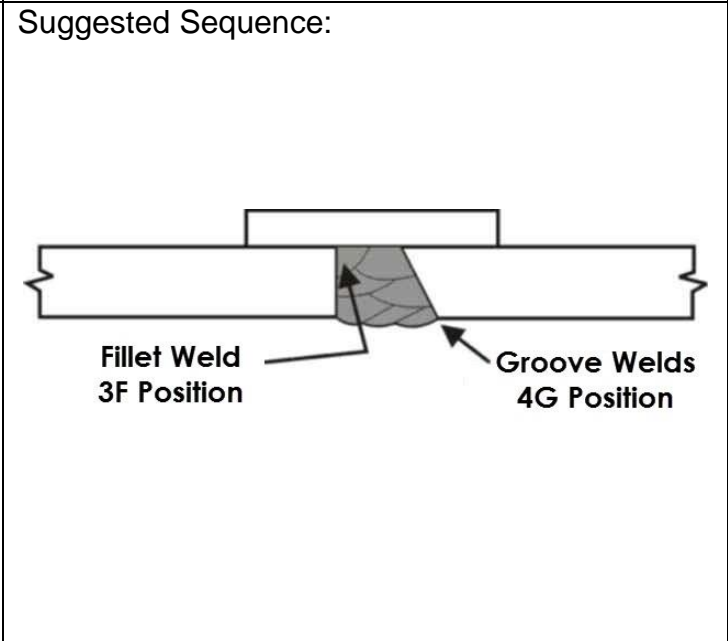 Suggested Sequence:
Fillet Weld
3F Position
Groove Welds
4G Position